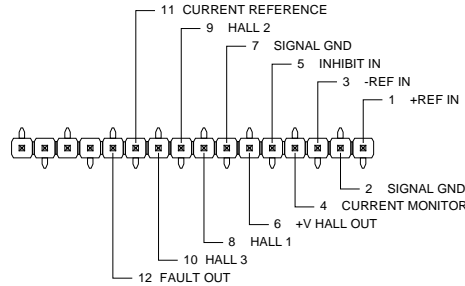 11 CURRENT REFERENCE
9 HALL 2
7 SIGNAL GND
5 INHIBIT IN
3 -REF IN
1 +REF IN
2 SIGNAL GND
4 CURRENT MONITOR
6 +V HALL OUT
8 HALL 1
10 HALL 3
12 FAULT OUT